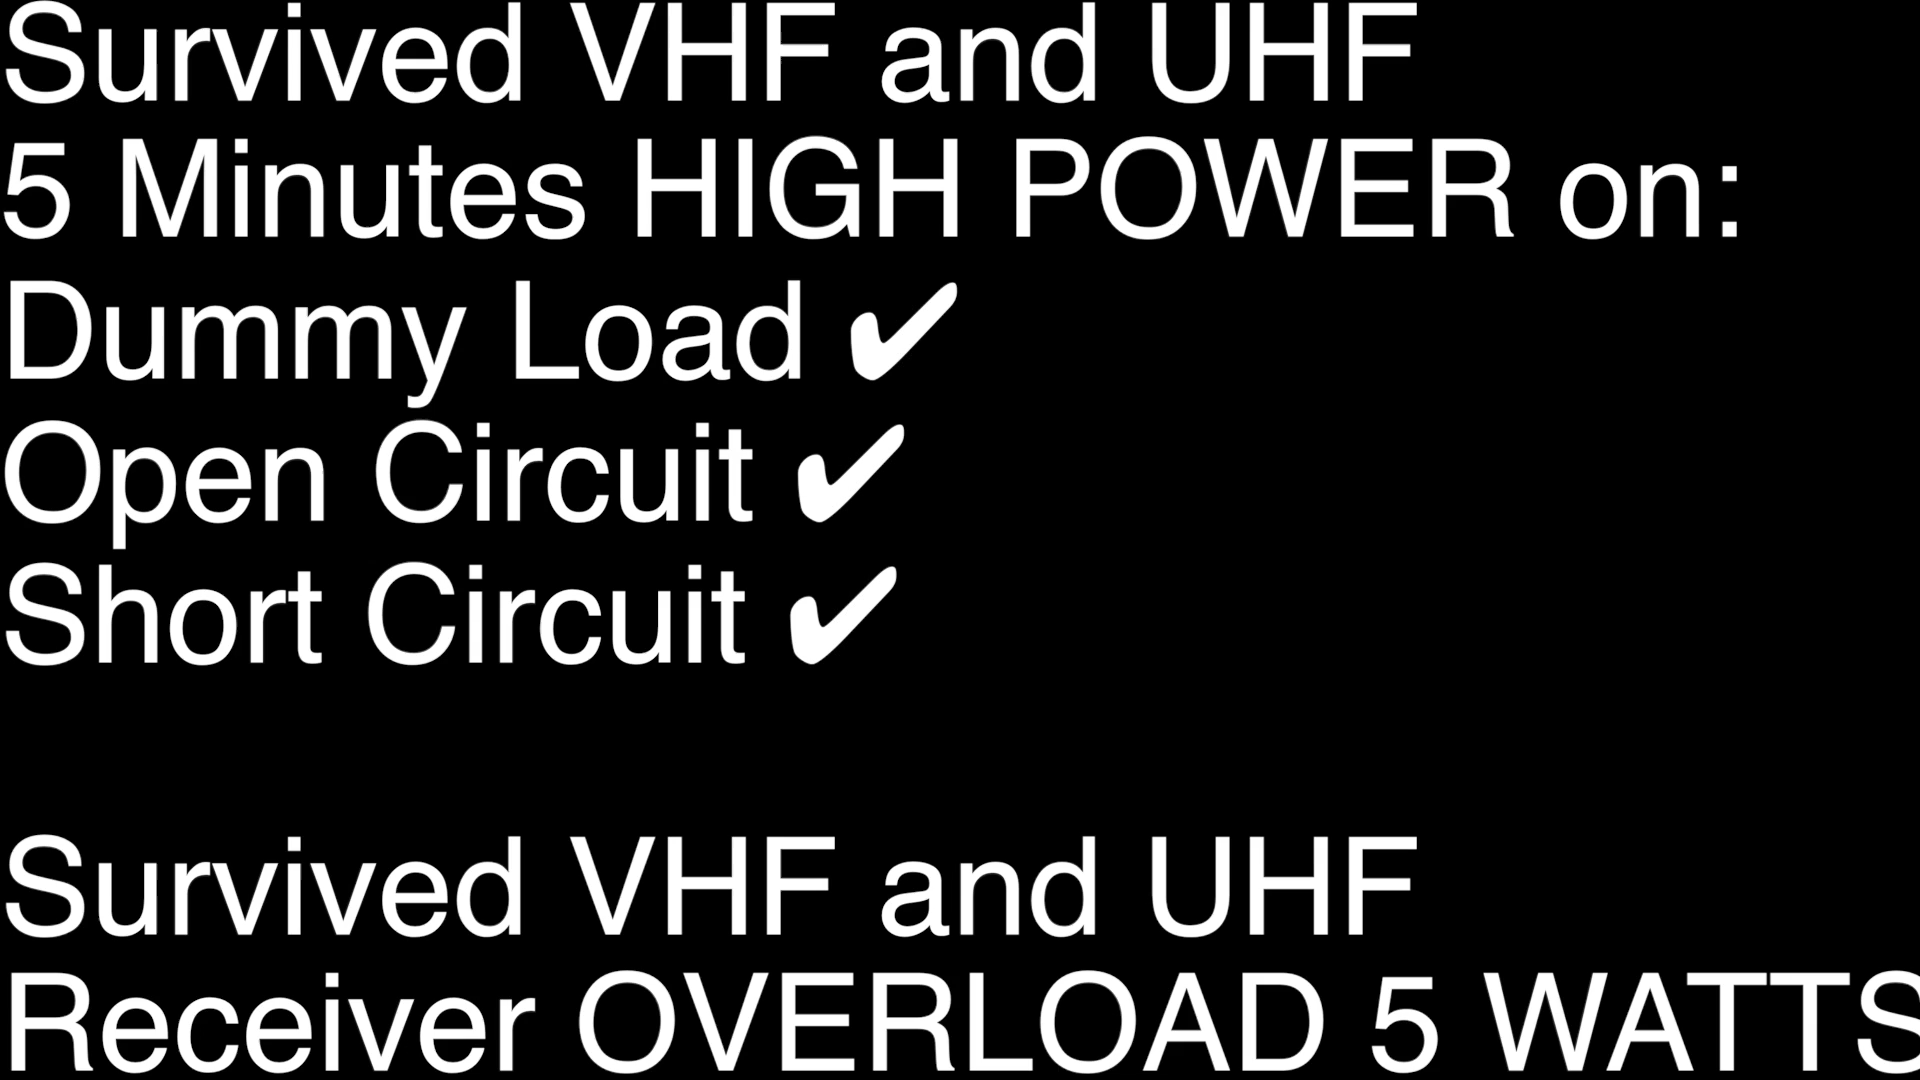 Survived VHF and UHF
5 Minutes HIGH POWER on:
Dummy Load ✔
Open Circuit ✔
Short Circuit ✔
Survived VHF and UHF
Receiver OVERLOAD 5 WATTS